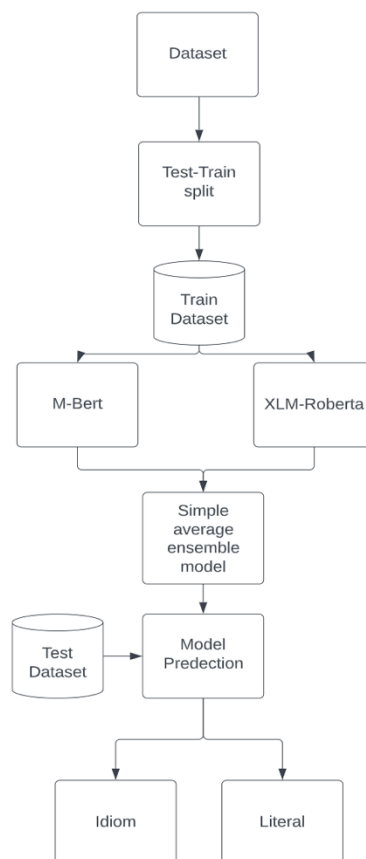 Dataset
Test-Train
split
Train
Dataset
M-Bert
XLM-Roberta
Simple
average
ensemble
model
Test
Dataset
Model
Predection
Idiom
Literal